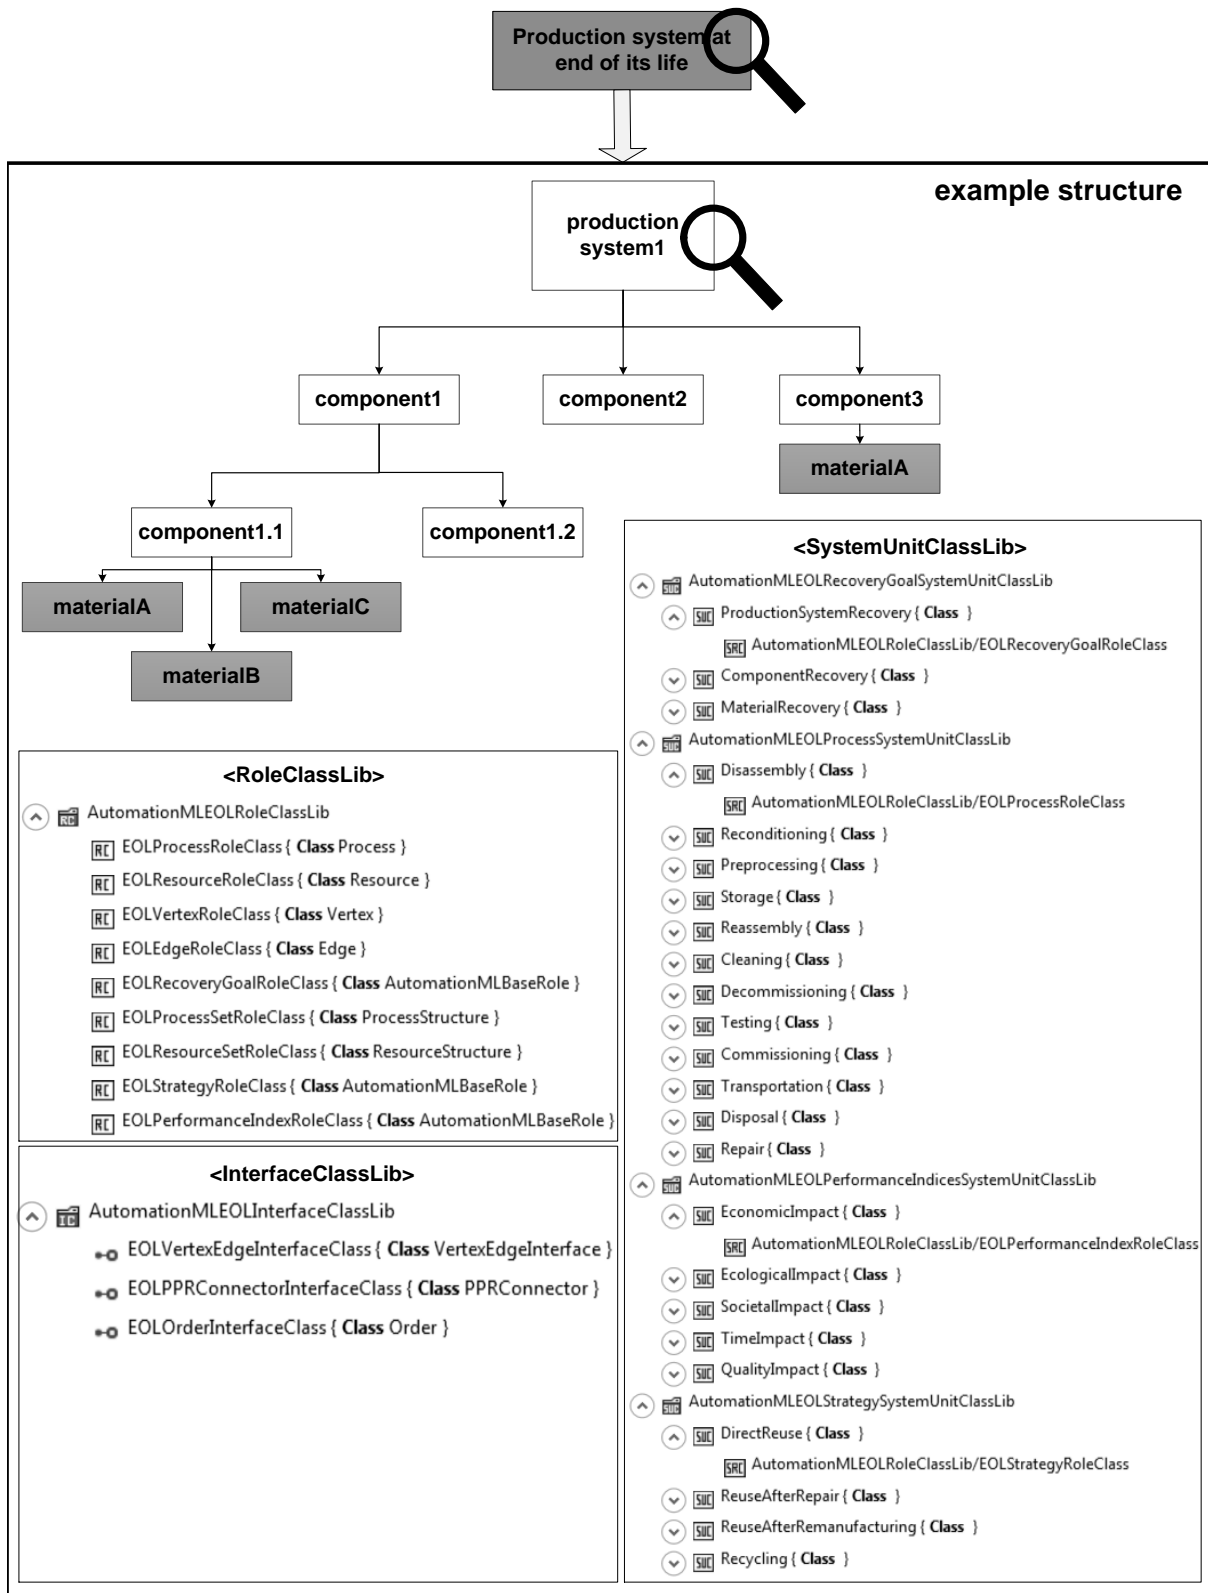 Production system at
end of its life
example structure
production
system1
component1
component2
component3
materialA
component1.1
component1.2
materialA
materialC
materialB
<RoleClassLib>
AutomationMLEOLRoleClassLib
EOLProcessRoleClass { Class Process }
EOLResourceRoleClass { Class Resource }
EOLVertexRoleClass { Class Vertex }
EOLEdgeRoleClass { Class Edge }
EOLRecoveryGoalRoleClass { Class AutomationMLBaseRole }
EOLProcessSetRoleClass { Class ProcessStructure }
EOLResourceSetRoleClass { Class ResourceStructure }
EOLStrategyRoleClass { Class AutomationMLBaseRole }
EOLPerformanceIndexRoleClass { Class AutomationMLBaseRole }
<InterfaceClassLib>
AutomationMLEOLInterfaceClassLib
EOLVertexEdgeInterfaceClass { Class VertexEdgeInterface }
EOLPPRConnectorInterfaceClass { Class PPRConnector }
EOLOrderInterfaceClass { Class Order }
<SystemUnitClassLib>
AutomationMLEOLRecoveryGoalSystemUnitClassLib
ProductionSystemRecovery { Class }
AutomationMLEOLRoleClassLib/EOLRecoveryGoalRoleClass
ComponentRecovery { Class }
MaterialRecovery { Class }
AutomationMLEOLProcessSystemUnitClassLib
Disassembly { Class }
AutomationMLEOLRoleClassLib/EOLProcessRoleClass
Reconditioning { Class }
Preprocessing { Class }
Storage { Class }
Reassembly { Class }
Cleaning { Class }
Decommissioning { Class }
Testing { Class }
Commissioning { Class }
Transportation { Class }
Disposal { Class }
Repair { Class }
AutomationMLEOLPerformanceIndicesSystemUnitClassLib
EconomicImpact { Class }
AutomationMLEOLRoleClassLib/EOLPerformanceIndexRoleClass
EcologicalImpact { Class }
SocietalImpact { Class }
TimeImpact { Class }
QualityImpact { Class }
AutomationMLEOLStrategySystemUnitClassLib
DirectReuse { Class }
AutomationMLEOLRoleClassLib/EOLStrategyRoleClass
ReuseAfterRepair { Class }
ReuseAfterRemanufacturing { Class }
Recycling { Class }